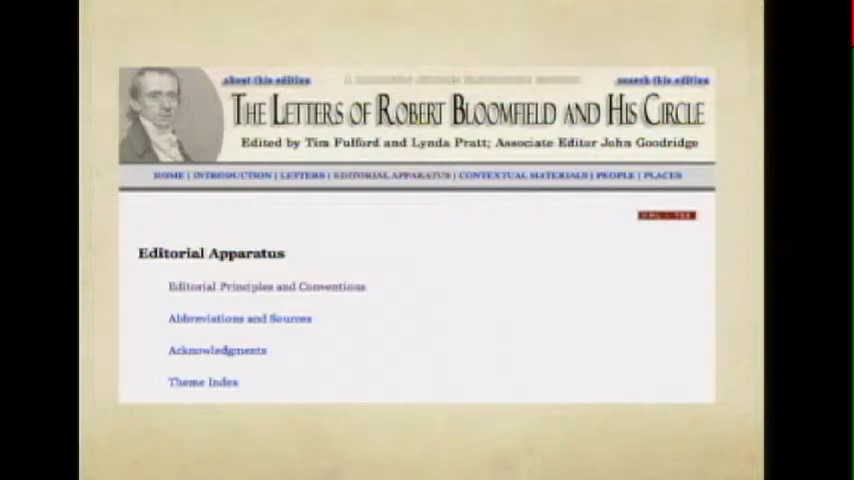 about this edition
search this edition
THE LETTERS OF ROBERT BLOOMFIELD AND HIS CIRCLE
Edited by Tim Fulford and Lynda Pratt; Associate Editor John Goodridge
HOME | INTRODUCTION | LETTERS | EDITORIAL APPARATUS | CONTEXTUAL MATERIALS | PEOPLE | PLACES
Editorial Apparatus
Editorial Principles and Conventions
Abbreviations and Sources
Acknowledgments
Theme Index